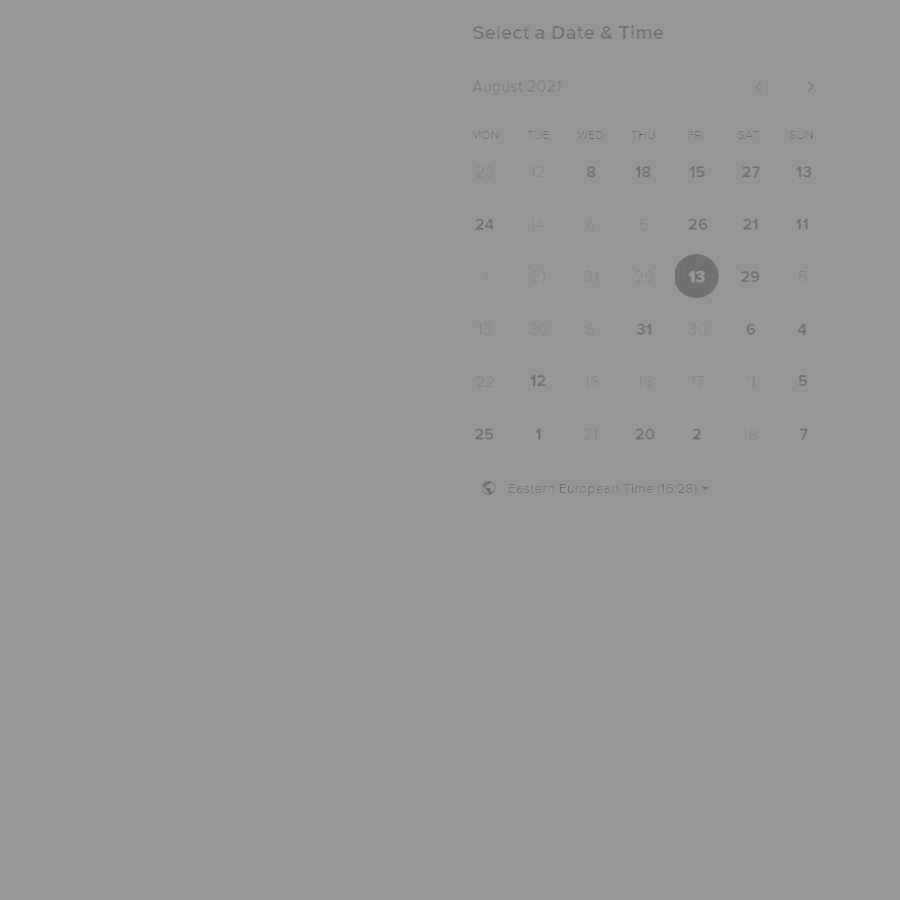 Select a Date & Time
August 2021
MON TUE WED THU FRI SAT SUN
25 12 8 18 15 27 13
24 14 6 5 26 21 11
1 31 31 29 13 29 5
13 30 6 31 30 6 4
22 12 16 16 17 11 5
25 1 21 20 2 18 7
Eastern European Time (16:28)